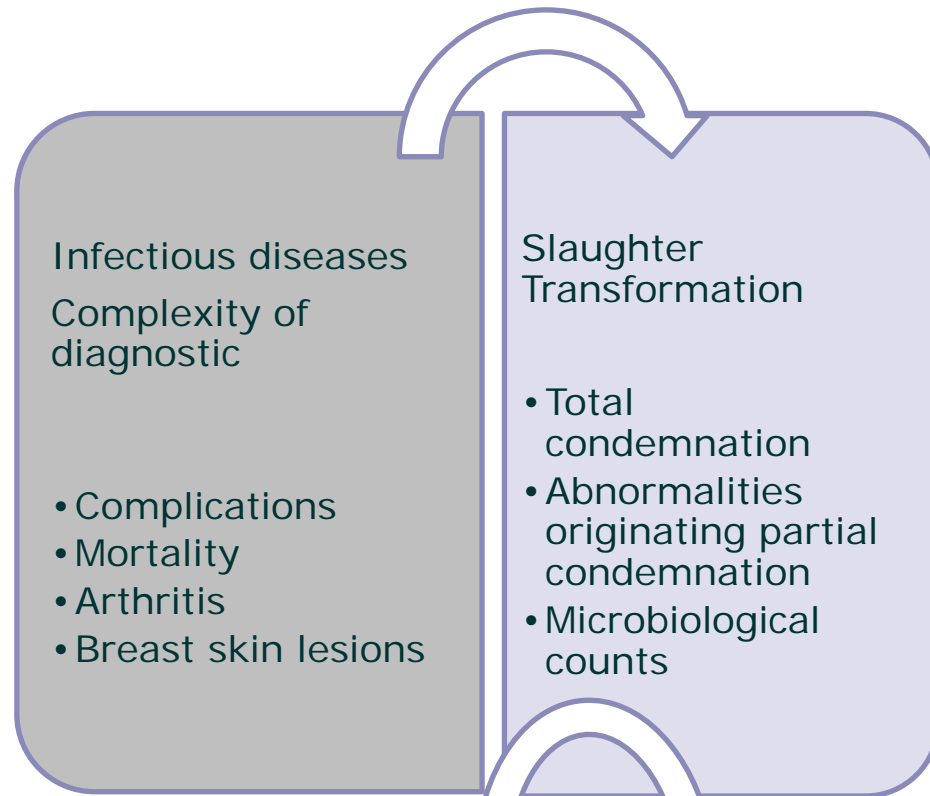 Infectious diseases
Complexity of
diagnostic
• Complications
• Mortality
• Arthritis
• Breast skin lesions
Slaughter
Transformation
• Total
condemnation
• Abnormalities
originating partial
condemnation
• Microbiological
counts